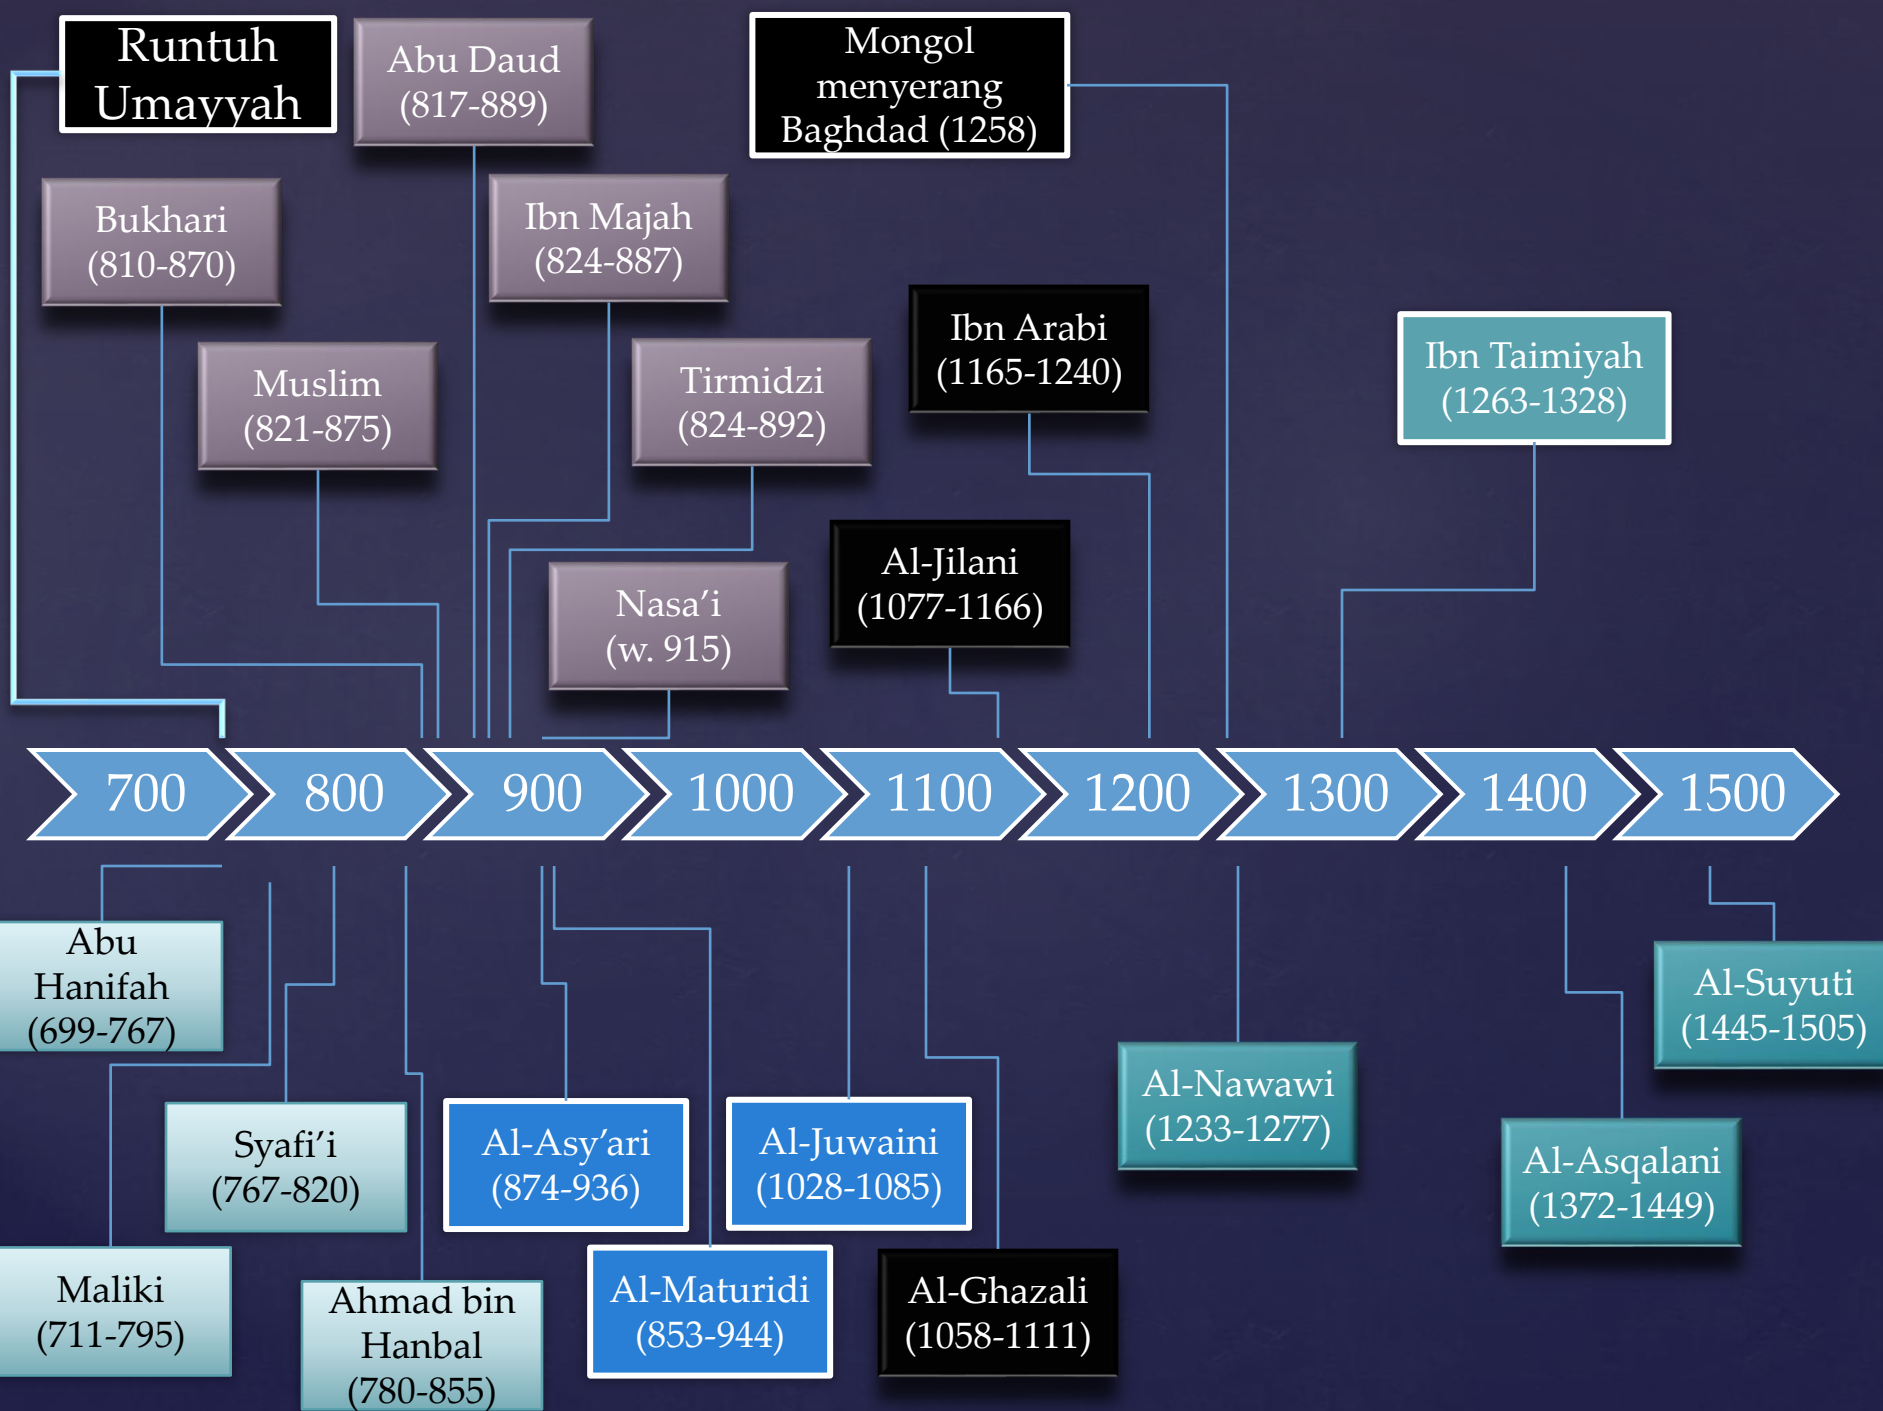 Runtuh
Umayyah
Abu Daud
(817-889)
Mongol
menyerang
Baghdad (1258)
Bukhari
(810-870)
Ibn Majah
(824-887)
Muslim
(821-875)
Tirmidzi
(824-892)
Ibn Arabi
(1165-1240)
Ibn Taimiyah
(1263-1328)
Al-Jilani
(1077-1166)
Nasa’i
(w. 915)
700
800
900
1000
1100
1200
1300
1400
1500
Abu
Hanifah
(699-767)
Al-Suyuti
(1445-1505)
Syafi’i
(767-820)
Al-Asy’ari
(874-936)
Al-Juwaini
(1028-1085)
Al-Nawawi
(1233-1277)
Al-Asqalani
(1372-1449)
Maliki
(711-795)
Ahmad bin
Hanbal
(780-855)
Al-Maturidi
(853-944)
Al-Ghazali
(1058-1111)